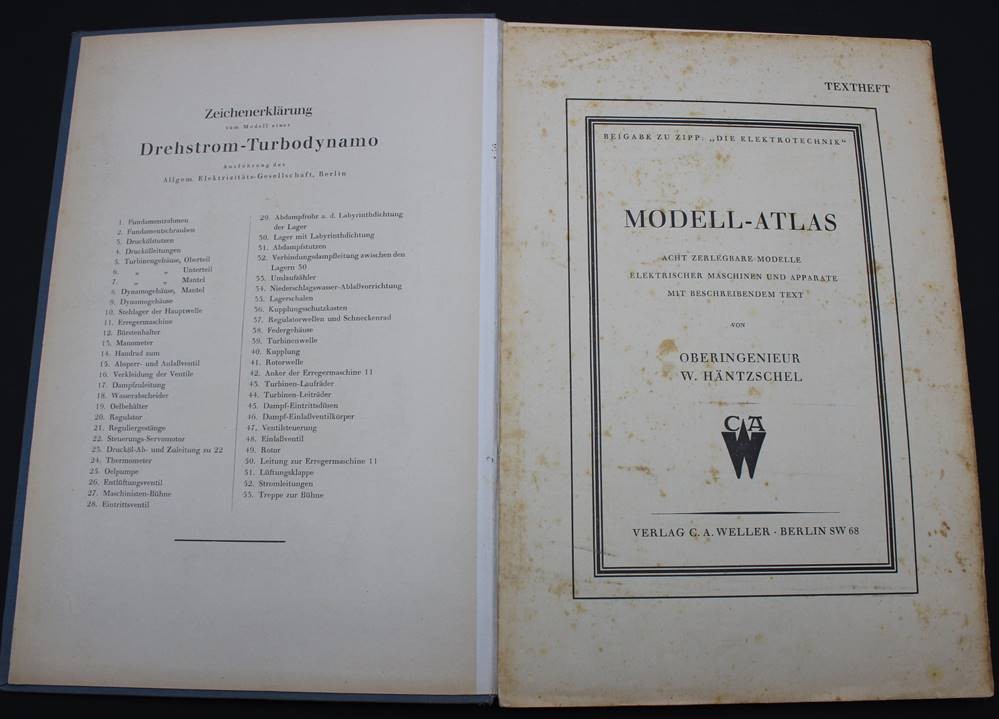 Zeichenerklärung
zum Modell einer
Drehstrom-Turbodynamo
Ausführung der
Allgem. Elektrizitäts-Gesellschaft, Berlin
1. Fundamentrahmen
2. Fundamentschrauben
3. Druckölstutzen
4. Druckölleitungen
5. Turbinengehäuse, Oberteil
6. „ „ Unterteil
7. „ „ Mantel
8. Dynamogehäuse, Mantel
9. Dynamogehäuse
10. Stehlager der Hauptwelle
11. Erregermaschine
12. Bürstenhalter
13. Manometer
14. Handrad zum
15. Absperr- und Anlaßventil
16. Verkleidung der Ventile
17. Dampfzuleitung
18. Wasserabscheider
19. Oelbehälter
20. Regulator
21. Reguliergestänge
22. Steuerungs-Servomotor
23. Drucköl-Ab- und Zuleitung zu 22
24. Thermometer
25. Oelpumpe
26. Entlüftungsventil
27. Maschinisten-Bühne
28. Eintrittsventil
29. Abdampfrohr a. d. Labyrinthdichtung
der Lager
30. Lager mit Labyrinthdichtung
31. Abdampfstutzen
32. Verbindungsdampfleitung zwischen den
Lagern 30
33. Umlaufzähler
34. Niederschlagswasser-Ablaßvorrichtung
35. Lagerschalen
36. Kupplungsschutzkasten
37. Regulatorwellen und Schneckenrad
38. Federgehäuse
39. Turbinenwelle
40. Kupplung
41. Rotorwelle
42. Anker der Erregermaschine 11
43. Turbinen-Laufräder
44. Turbinen-Leiträder
45. Dampf-Eintrittsdüsen
46. Dampf-Einlaßventilkörper
47. Ventilsteuerung
48. Einlaßventil
49. Rotor
50. Leitung zur Erregermaschine 11
51. Lüftungsklappe
52. Stromleitungen
53. Treppe zur Bühne
TEXTHEFT
BEIGABE ZU ZIPP: „DIE ELEKTROTECHNIK“
MODELL-ATLAS
ACHT ZERLEGBARE MODELLE
ELEKTRISCHER MASCHINEN UND APPARATE
MIT BESCHREIBENDEM TEXT
VON
OBERINGENIEUR
W. HÄNTZSCHEL
CA
W
VERLAG C. A. WELLER · BERLIN SW 68